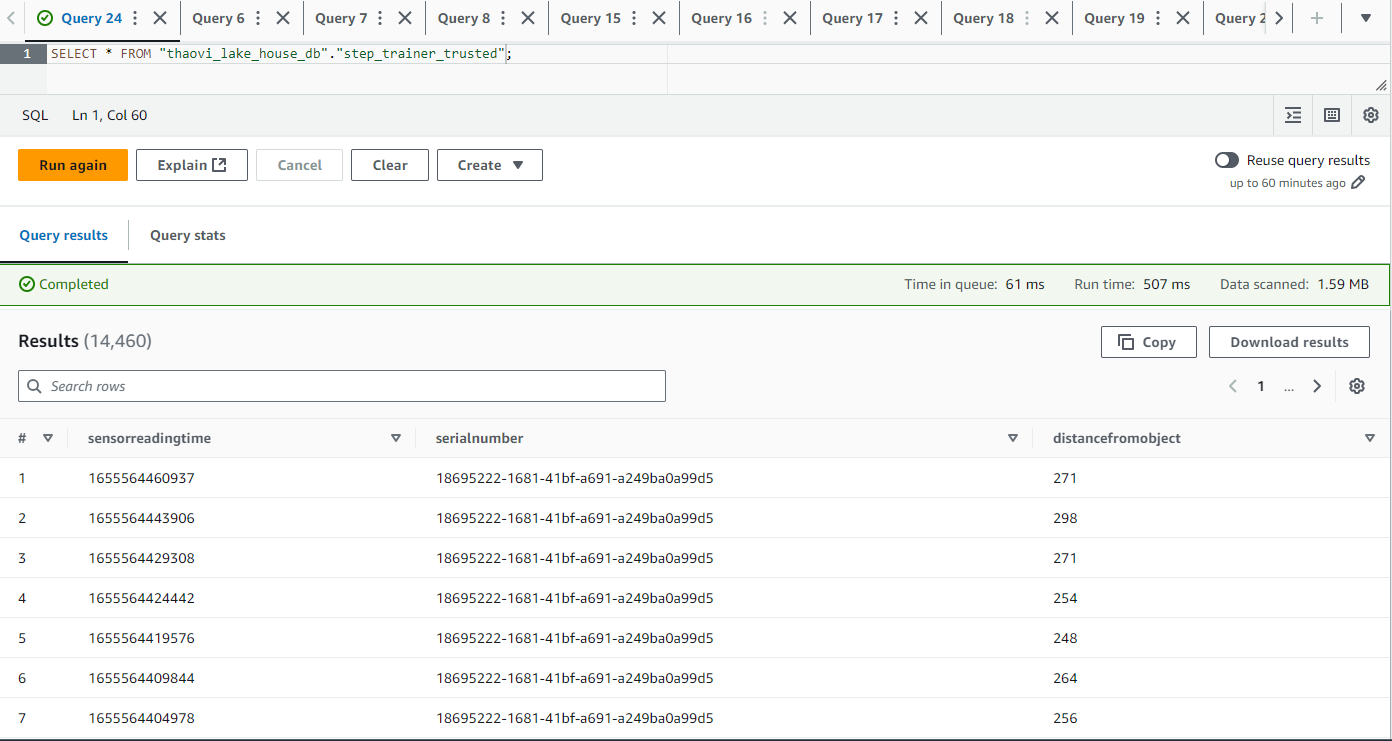 Query 24 Query 6 Query 7 Query 8 Query 15 Query 16 Query 17 Query 18 Query 19 Query 2
1 SELECT * FROM "thaovi_lake_house_db"."step_trainer_trusted";
SQL Ln 1, Col 60
Run again Explain Cancel Clear Create Reuse query results
up to 60 minutes ago
Query results Query stats
Completed Time in queue: 61 ms Run time: 507 ms Data scanned: 1.59 MB
Results (14,460) Copy Download results
Search rows 1 ...
# sensorreadingtime serialnumber distancefromobject
1 1655564460937 18695222-1681-41bf-a691-a249ba0a99d5 271
2 1655564443906 18695222-1681-41bf-a691-a249ba0a99d5 298
3 1655564429308 18695222-1681-41bf-a691-a249ba0a99d5 271
4 1655564424442 18695222-1681-41bf-a691-a249ba0a99d5 254
5 1655564419576 18695222-1681-41bf-a691-a249ba0a99d5 248
6 1655564409844 18695222-1681-41bf-a691-a249ba0a99d5 264
7 1655564404978 18695222-1681-41bf-a691-a249ba0a99d5 256